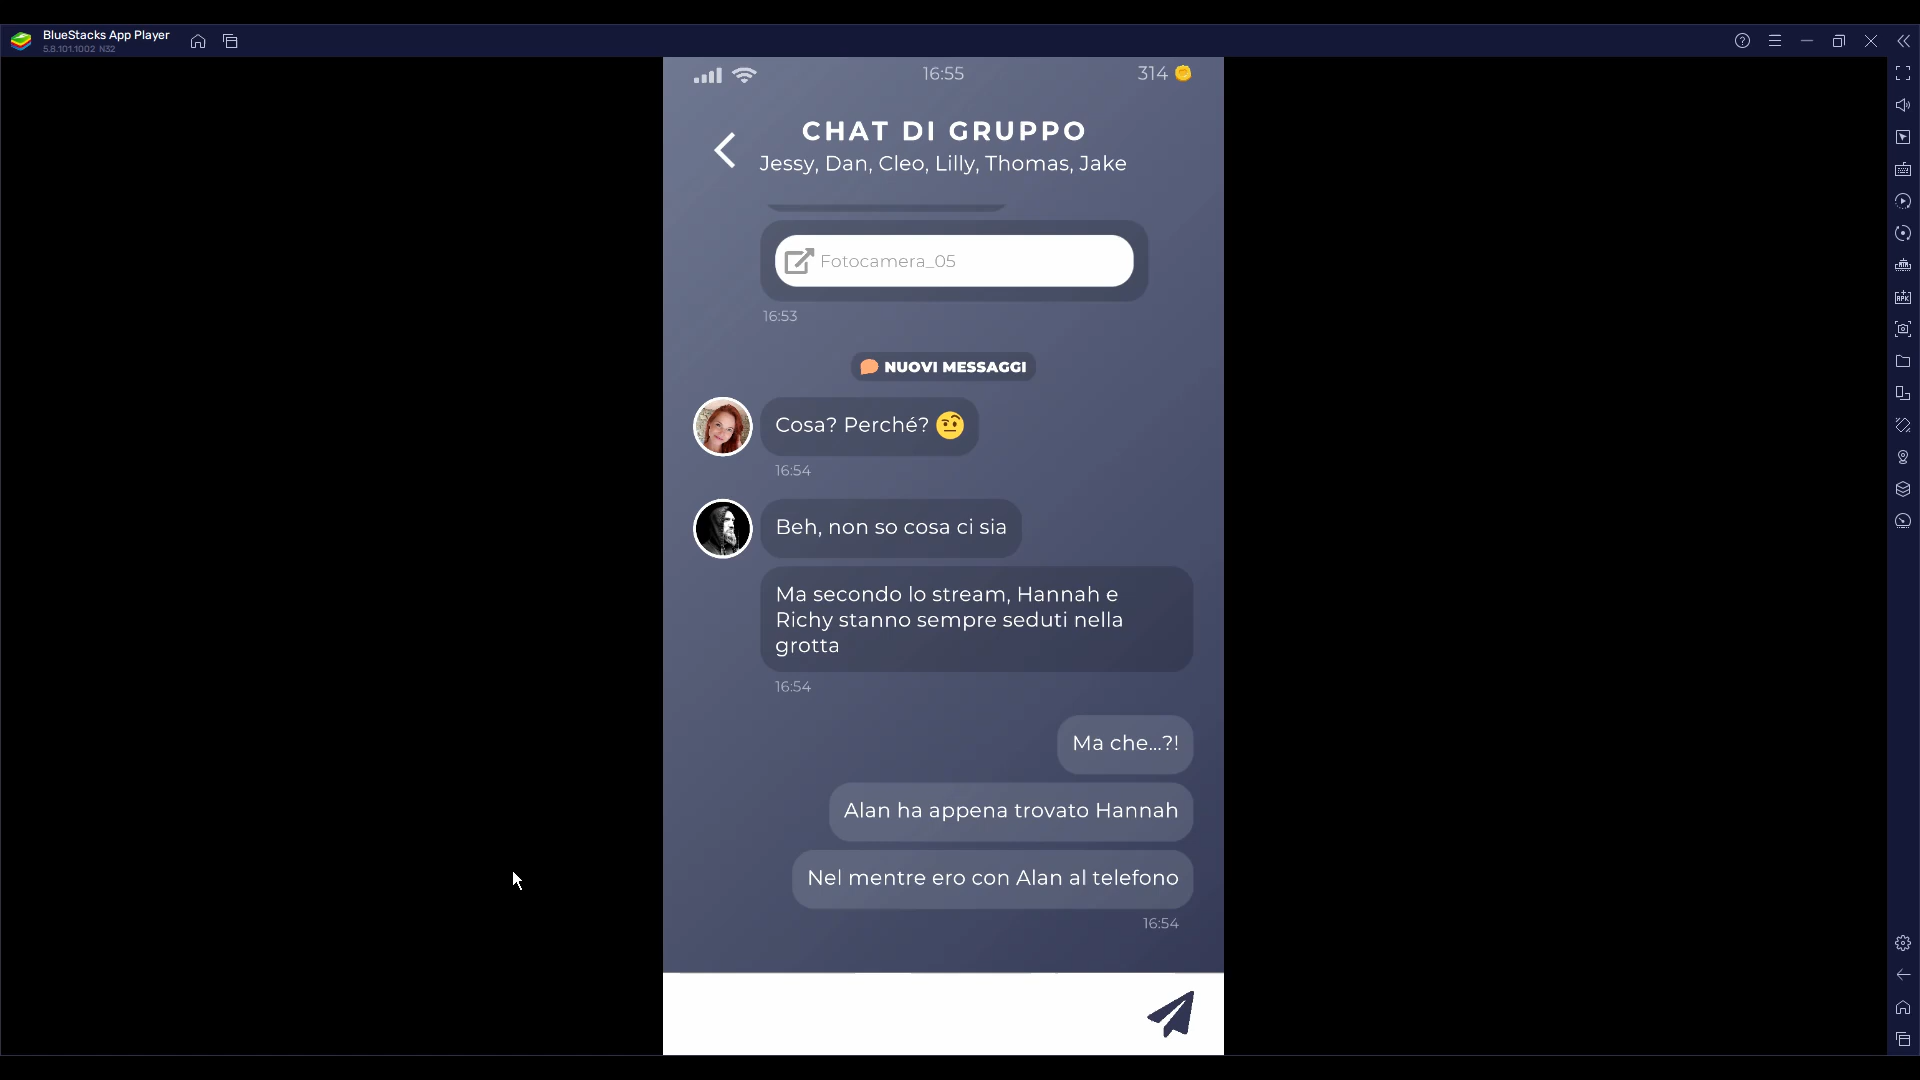 BlueStacks App Player
5.8.101.1002 N32
16:55
314
CHAT DI GRUPPO
Jessy, Dan, Cleo, Lilly, Thomas, Jake
Fotocamera_05
16:53
NUOVI MESSAGGI
Cosa? Perché? 🤨
16:54
Beh, non so cosa ci sia
Ma secondo lo stream, Hannah e
Richy stanno sempre seduti nella
grotta
16:54
Ma che...?!
Alan ha appena trovato Hannah
Nel mentre ero con Alan al telefono
16:54